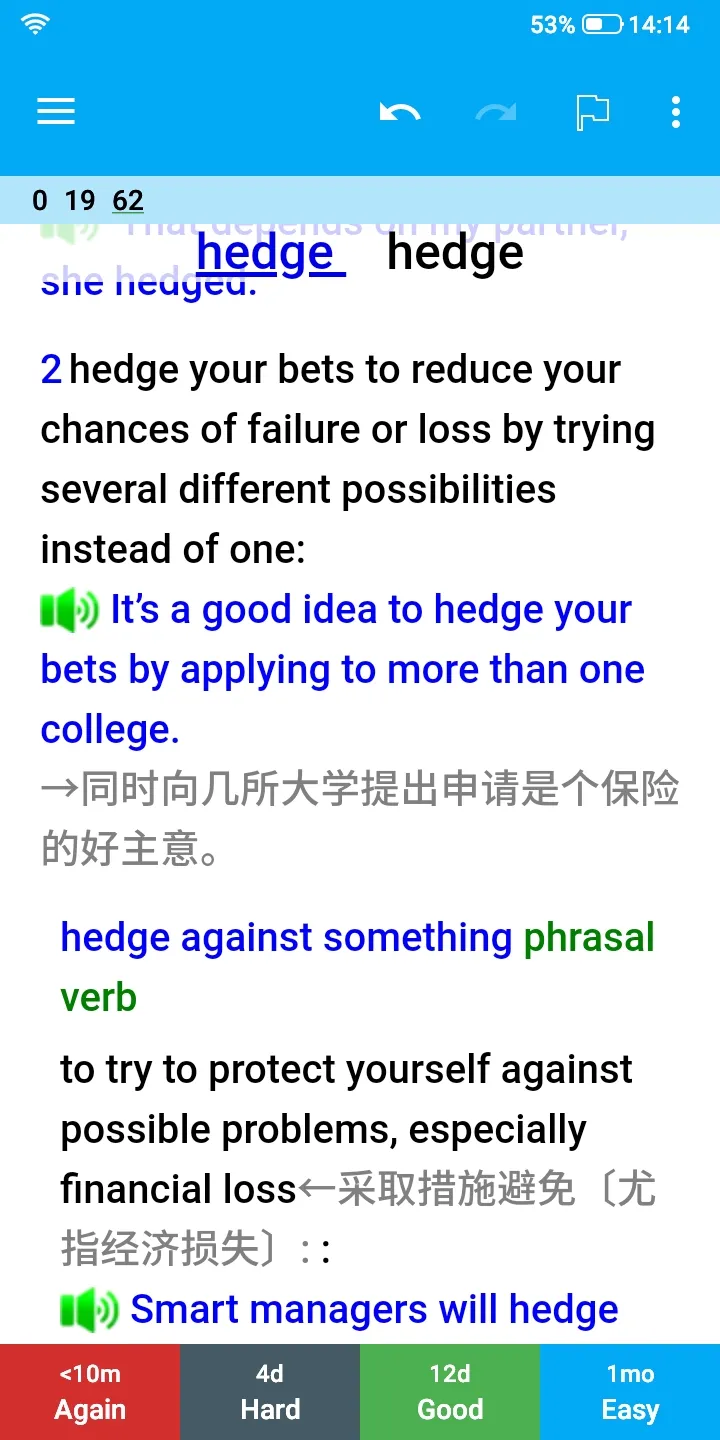 53% 14:14
0 19 62
That depends on my partner,
hedge hedge
she hedged.
2 hedge your bets to reduce your
chances of failure or loss by trying
several different possibilities
instead of one:
It’s a good idea to hedge your
bets by applying to more than one
college.
→同时向几所大学提出申请是个保险
的好主意。
hedge against something phrasal
verb
to try to protect yourself against
possible problems, especially
financial loss←采取措施避免〔尤
指经济损失〕: :
Smart managers will hedge
<10m 4d 12d 1mo
Again Hard Good Easy